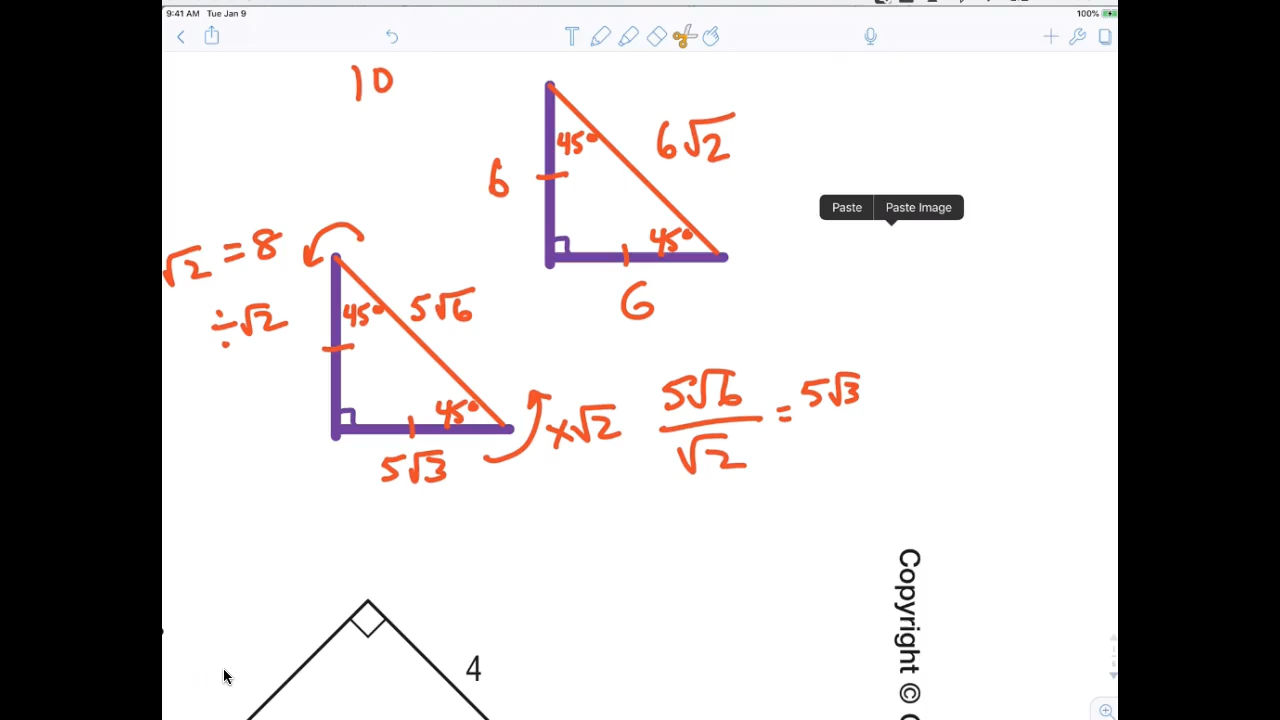 9:41 AM Tue Jan 9
100%
10
45°
6√2
6
45°
6
Paste Paste Image
√2 = 8
÷√2
45°
5√6
45°
5√3
×√2
5√6/√2 = 5√3
4
Copyright ©